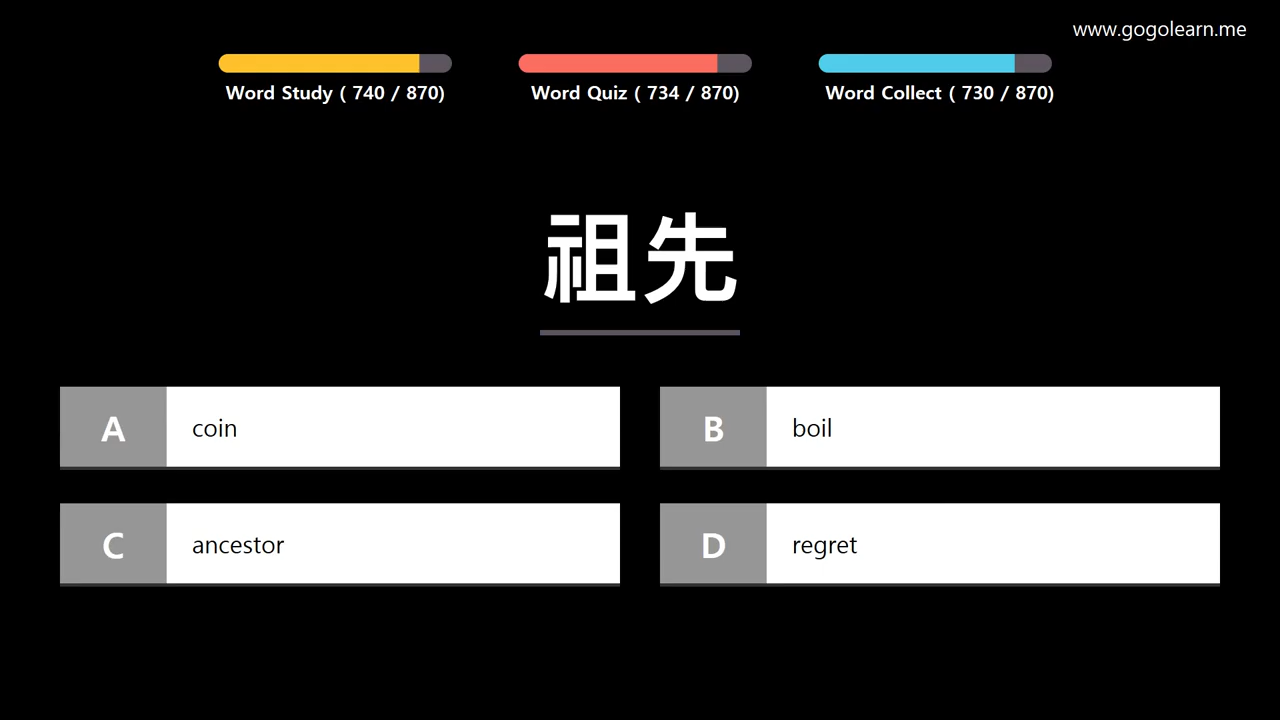 www.gogolearn.me
Word Study ( 740 / 870)
Word Quiz ( 734 / 870)
Word Collect ( 730 / 870)
祖先
A coin
B boil
C ancestor
D regret